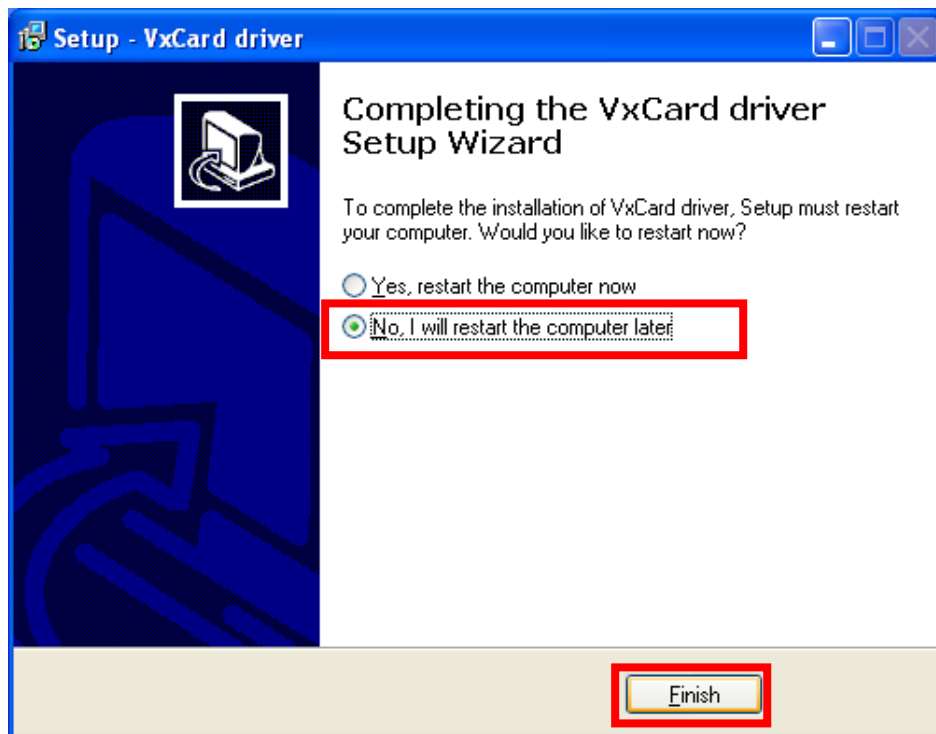 Setup - VxCard driver
Completing the VxCard driver
Setup Wizard
To complete the installation of VxCard driver, Setup must restart
your computer. Would you like to restart now?
Yes, restart the computer now
No, I will restart the computer later
Finish